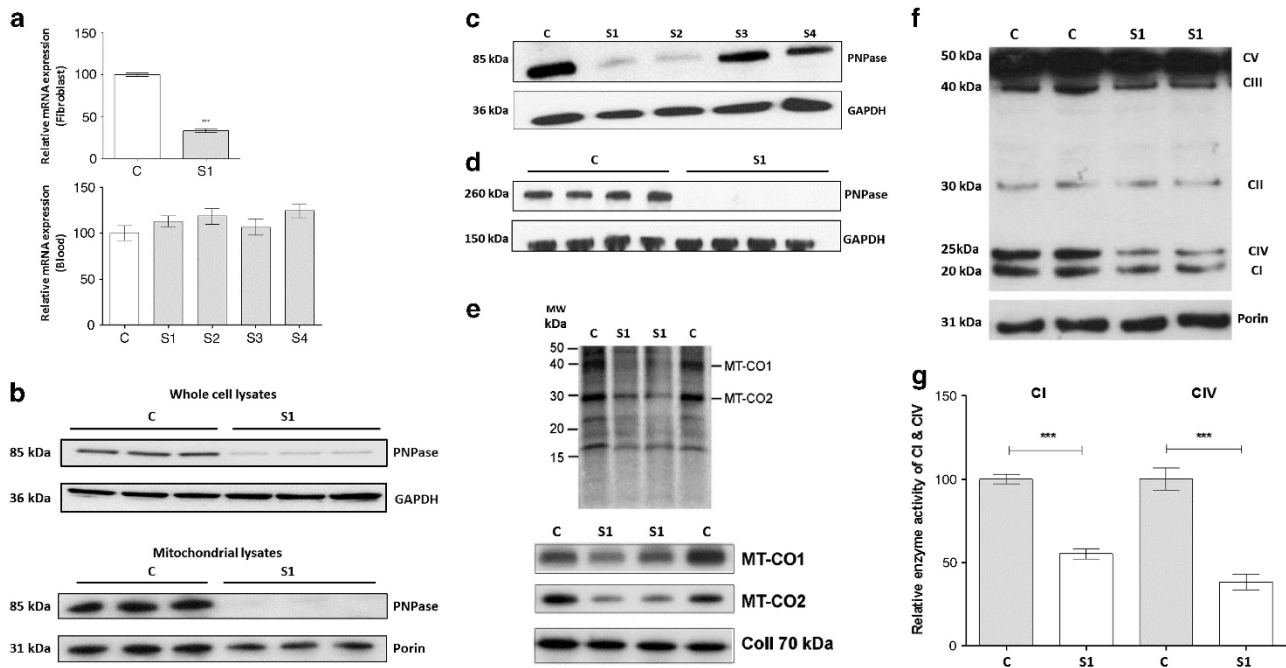 a
Relative mRNA expression
(Fibroblast)
150
100
50
0
***
C S1
Relative mRNA expression
(Blood)
150
100
50
0
C S1 S2 S3 S4
b
Whole cell lysates
C S1
85 kDa PNPase
36 kDa GAPDH
Mitochondrial lysates
C S1
85 kDa PNPase
31 kDa Porin
c
C S1 S2 S3 S4
85 kDa PNPase
36 kDa GAPDH
d
C S1
260 kDa PNPase
150 kDa GAPDH
e
MW
kDa
C S1 S1 C
50
40 MT-CO1
30 MT-CO2
20
15
C S1 S1 C
MT-CO1
MT-CO2
CoII 70 kDa
f
C C S1 S1
50 kDa CV
40 kDa CIII
30 kDa CII
25kDa CIV
20 kDa CI
31 kDa Porin
g
Relative enzyme activity of CI & CIV
150
100
50
0
CI CIV
*** ***
C S1 C S1